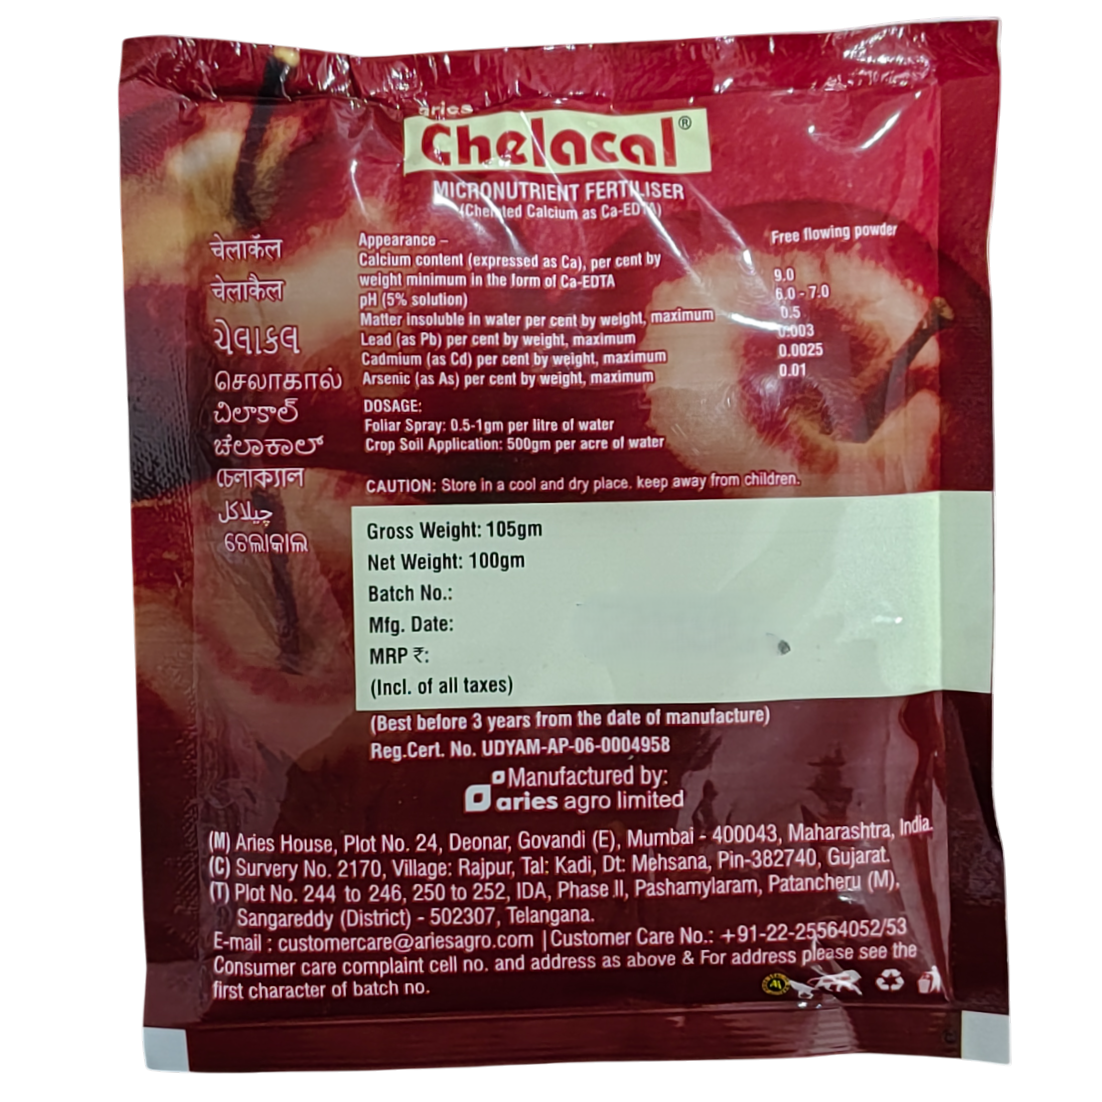 aries
Chelacal®
MICRONUTRIENT FERTILISER
(Chelated Calcium as Ca-EDTA)
चेलाकॅल
चेलाकैल
ચેલાકલ
செலாகால்
చిలాకాల్
ಚೆಲಾಕಾಲ್
চেলাক্যাল
چیلاکل
ଚେଲାକାଲ
Appearance – Free flowing powder
Calcium content (expressed as Ca), per cent by
weight minimum in the form of Ca-EDTA 9.0
pH (5% solution) 6.0 - 7.0
Matter insoluble in water per cent by weight, maximum 0.5
Lead (as Pb) per cent by weight, maximum 0.003
Cadmium (as Cd) per cent by weight, maximum 0.0025
Arsenic (as As) per cent by weight, maximum 0.01
DOSAGE:
Foliar Spray: 0.5-1gm per litre of water
Crop Soil Application: 500gm per acre of water
CAUTION: Store in a cool and dry place. keep away from children.
Gross Weight: 105gm
Net Weight: 100gm
Batch No.:
Mfg. Date:
MRP ₹:
(Incl. of all taxes)
(Best before 3 years from the date of manufacture)
Reg.Cert. No. UDYAM-AP-06-0004958
Manufactured by:
aries agro limited
(M) Aries House, Plot No. 24, Deonar, Govandi (E), Mumbai - 400043, Maharashtra, India.
(C) Survery No. 2170, Village: Rajpur, Tal: Kadi, Dt: Mehsana, Pin-382740, Gujarat.
(T) Plot No. 244 to 246, 250 to 252, IDA, Phase II, Pashamylaram, Patancheru (M),
Sangareddy (District) - 502307, Telangana.
E-mail : customercare@ariesagro.com | Customer Care No.: +91-22-25564052/53
Consumer care complaint cell no. and address as above & For address please see the
first character of batch no.